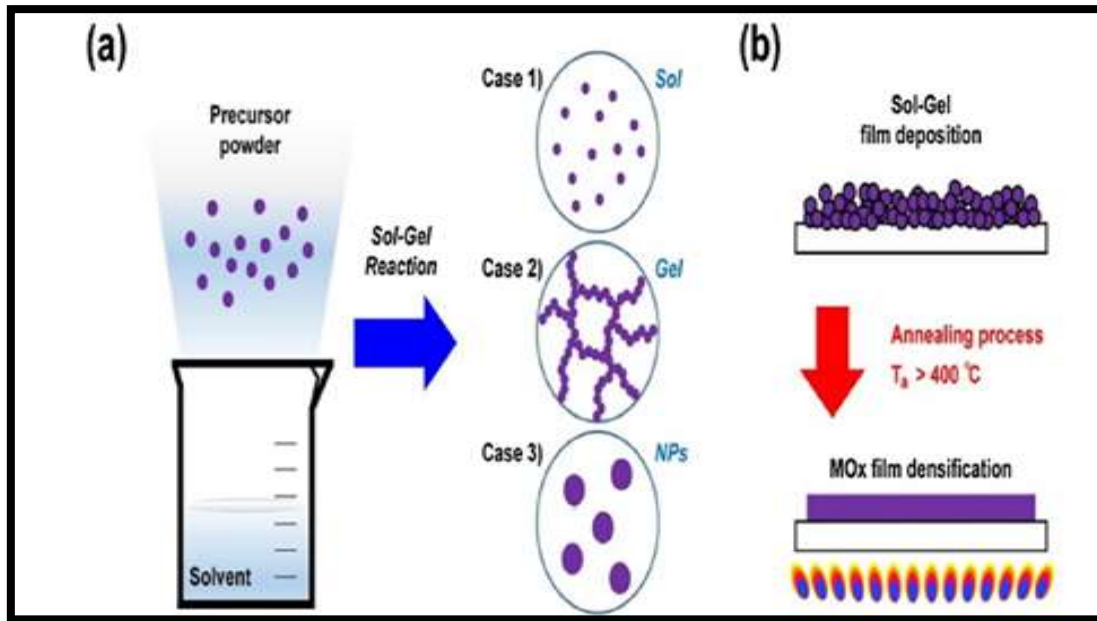 (a)
Precursor
powder
Sol-Gel
Reaction
Solvent
Case 1)
Sol
Case 2)
Gel
Case 3)
NPs
(b)
Sol-Gel
film deposition
Annealing process
Ta > 400 ℃
MOx film densification